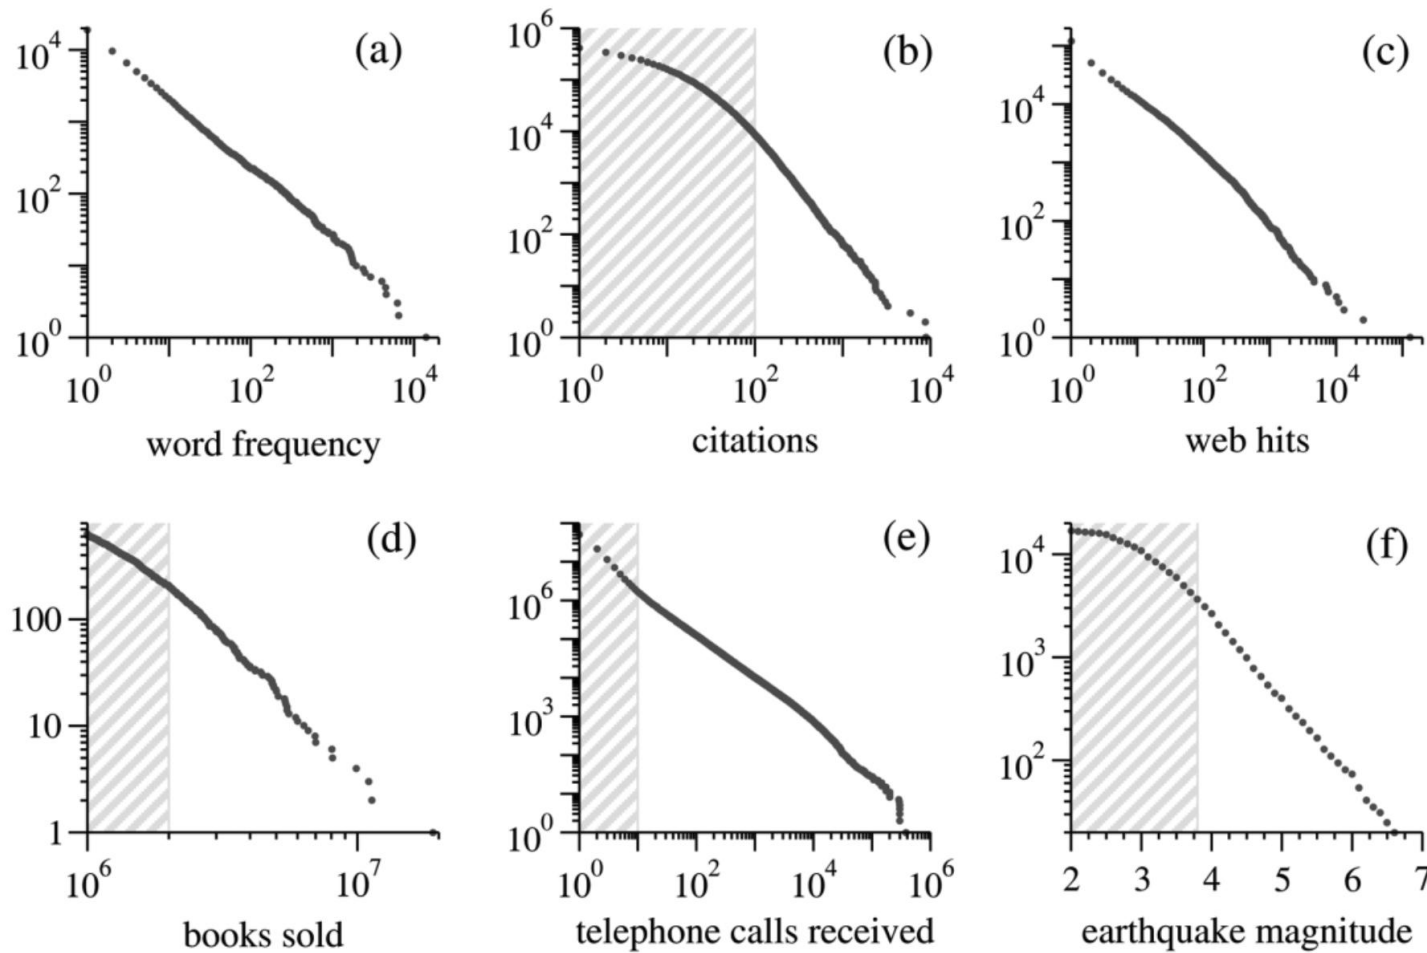 (a)
10^4
10^2
10^0
10^0 10^2 10^4
word frequency
(b)
10^6
10^4
10^2
10^0
10^0 10^2 10^4
citations
(c)
10^4
10^2
10^0
10^0 10^2 10^4
web hits
(d)
100
10
1
10^6 10^7
books sold
(e)
10^6
10^3
10^0
10^0 10^2 10^4 10^6
telephone calls received
(f)
10^4
10^3
10^2
2 3 4 5 6 7
earthquake magnitude